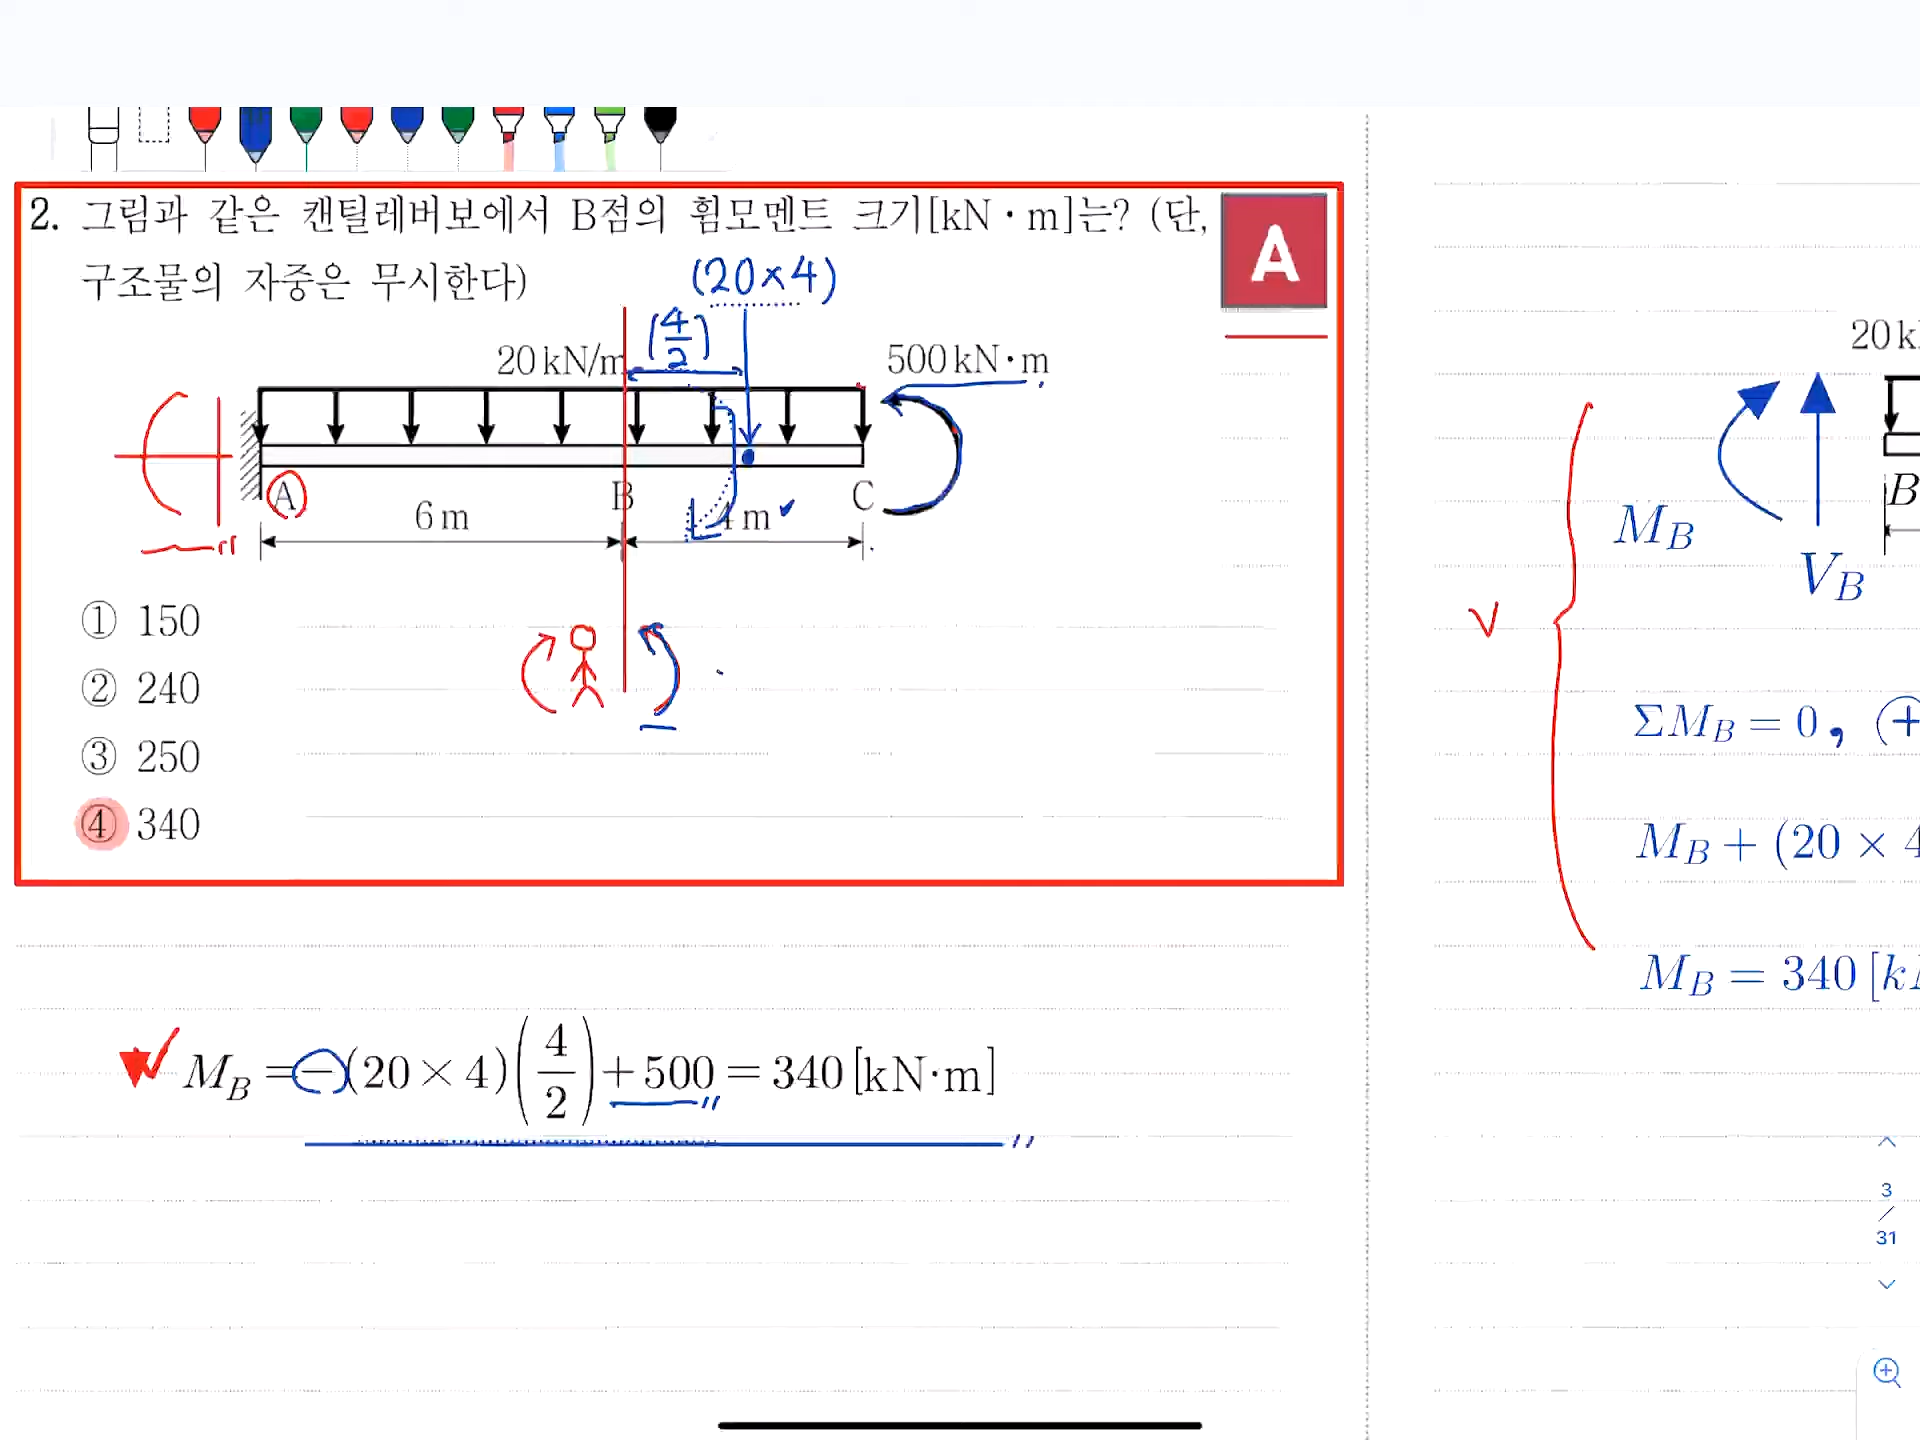 2. 그림과 같은 캔틸레버보에서 B점의 휨모멘트 크기[kN·m]는? (단,
구조물의 자중은 무시한다)
A
(20×4)
(4/2)
20 kN/m
500 kN·m
A
B
C
6 m
4 m
① 150
② 240
③ 250
④ 340
M_B = −(20 × 4)(4/2) + 500 = 340 [kN·m]
20 k
M_B
V_B
B
ΣM_B = 0, (+
M_B + (20 × 4
M_B = 340 [k
3
/
31